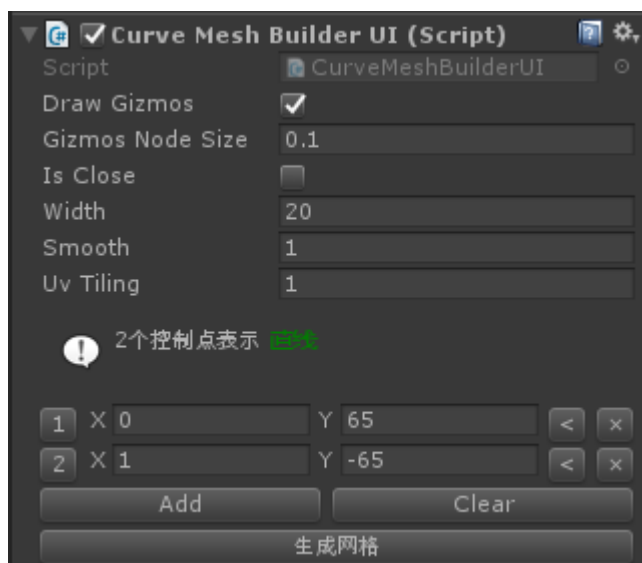 Curve Mesh Builder UI (Script)
Script CurveMeshBuilderUI
Draw Gizmos
Gizmos Node Size 0.1
Is Close
Width 20
Smooth 1
Uv Tiling 1
2个控制点表示 直线
1 X 0 Y 65 < ×
2 X 1 Y -65 < ×
Add Clear
生成网格